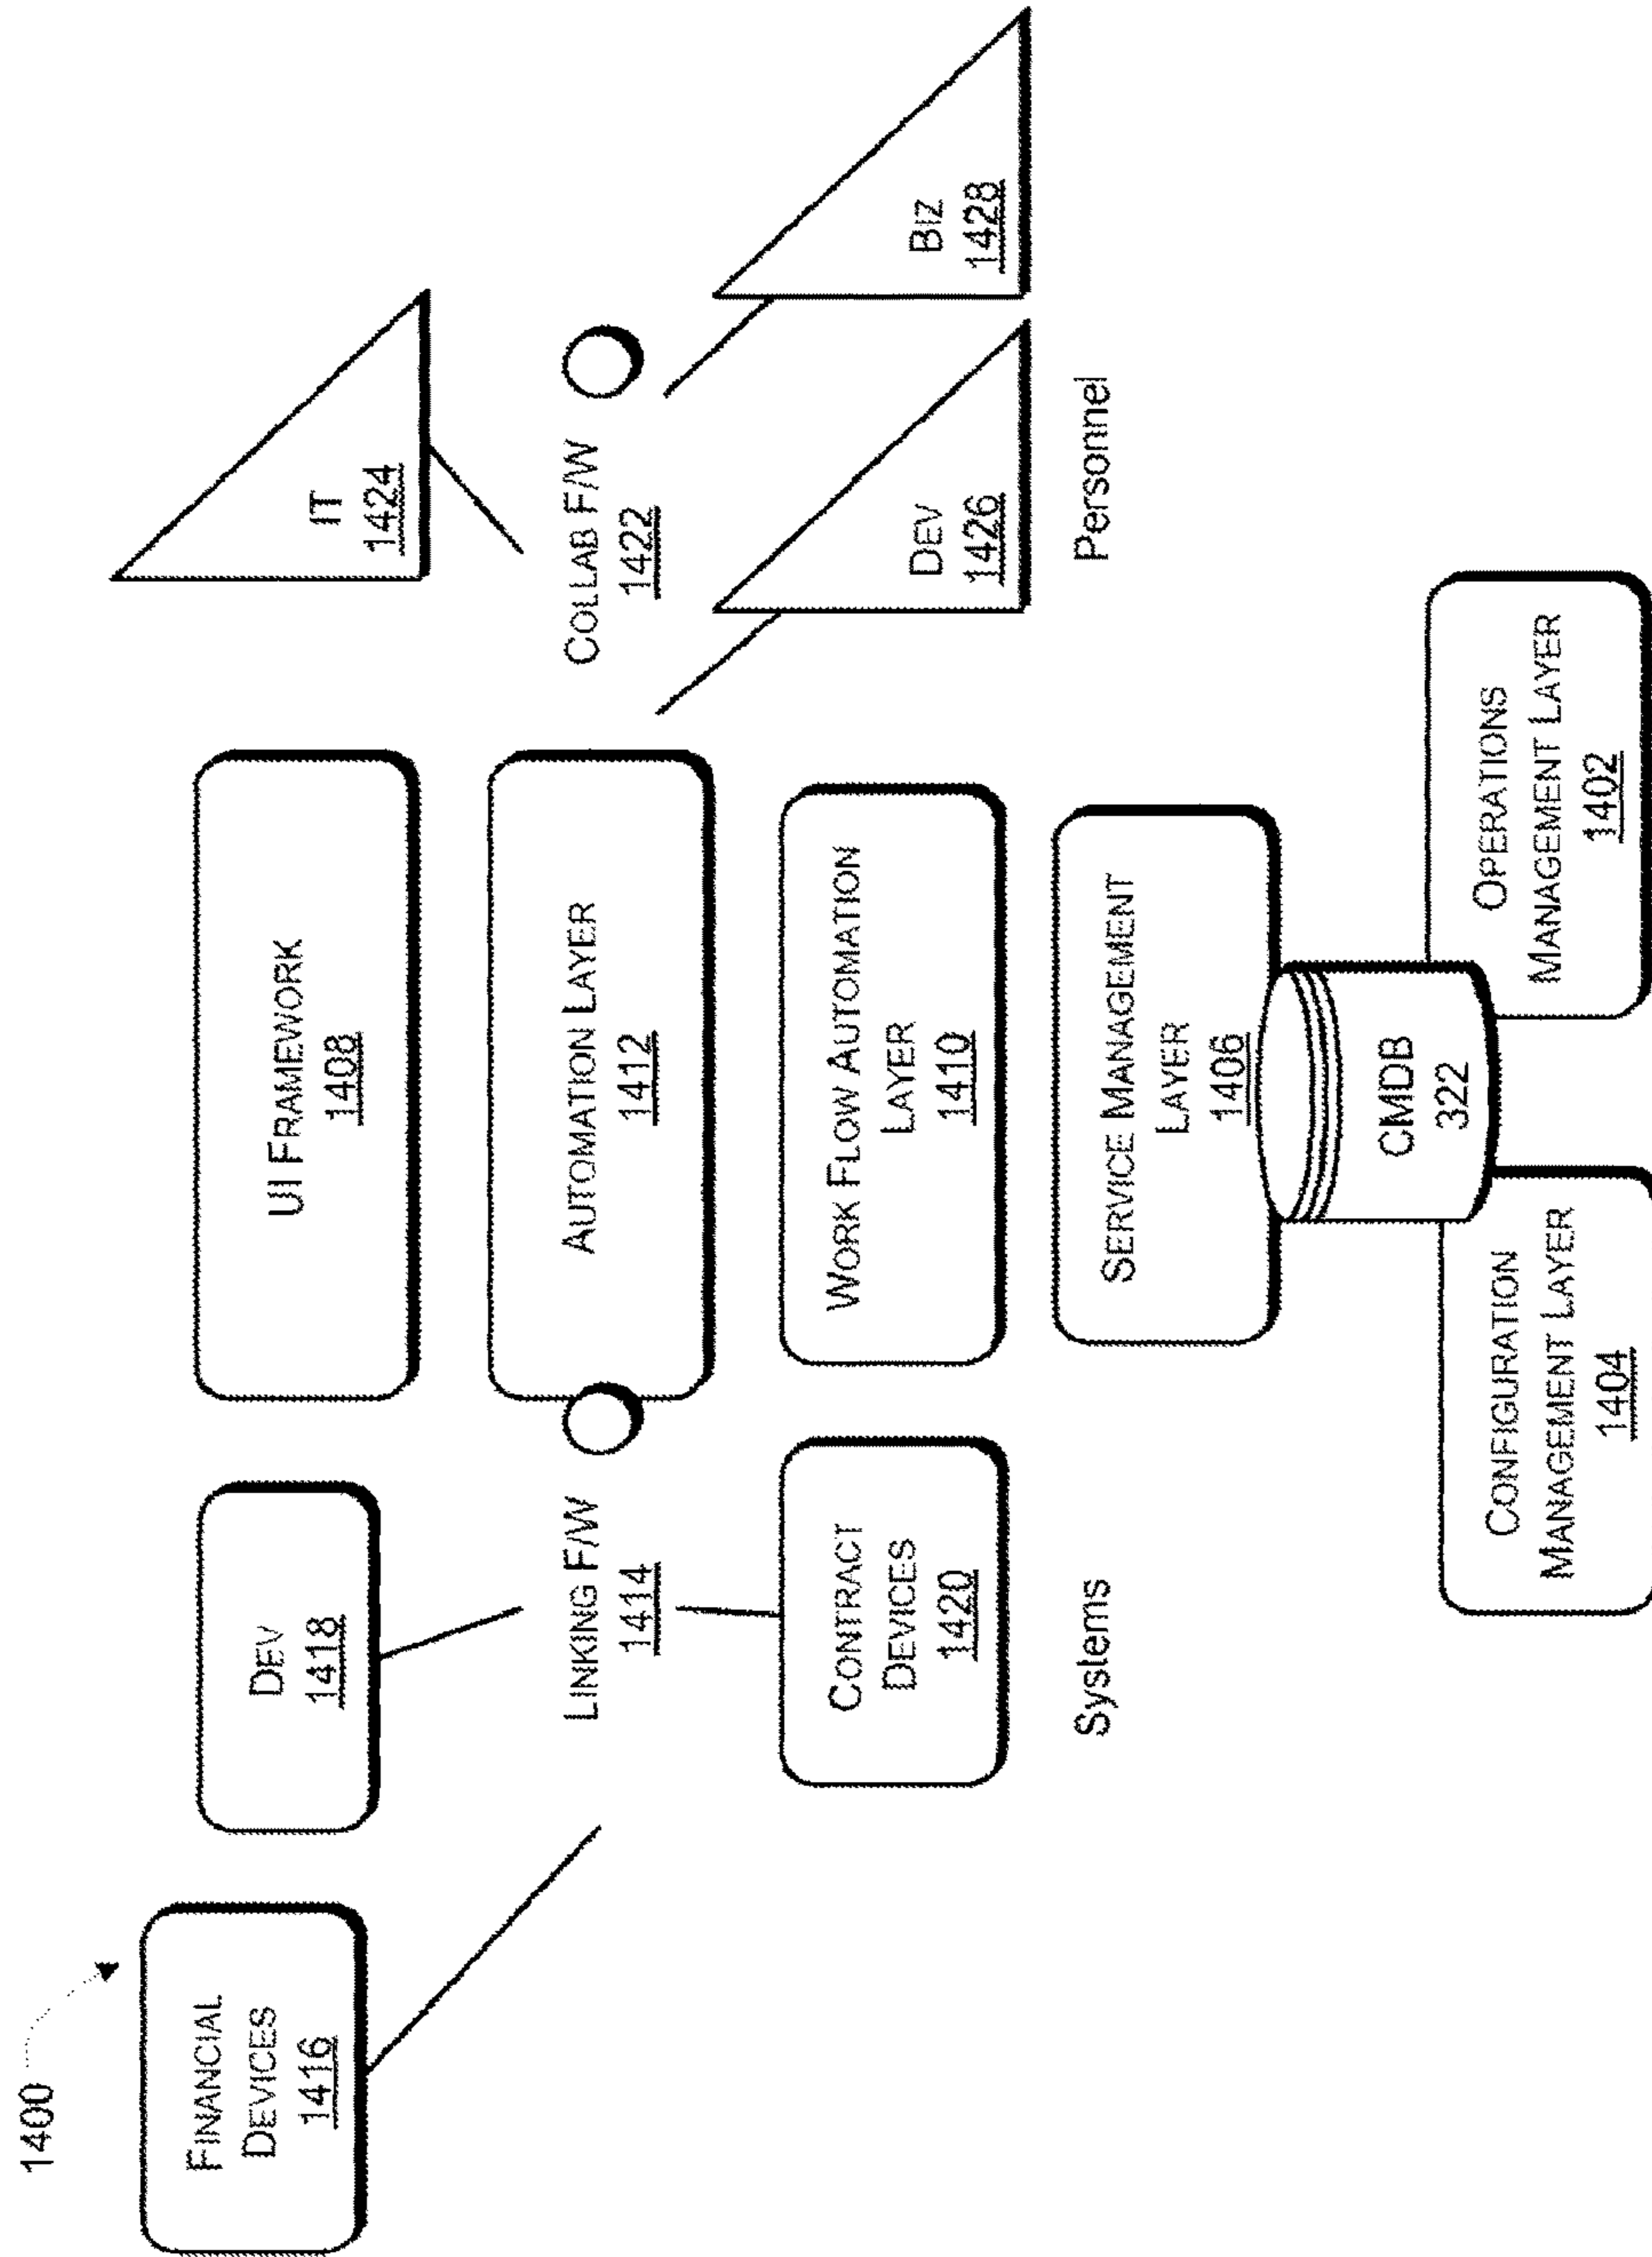 1400
FINANCIAL
DEVICES
1416
DEV
1418
UI FRAMEWORK
1408
IT
1424
LINKING F/W
1414
AUTOMATION LAYER
1412
COLLAB F/W
1422
CONTRACT
DEVICES
1420
WORK FLOW AUTOMATION
LAYER
1410
DEV
1426
BIZ
1428
Systems
SERVICE MANAGEMENT
LAYER
1406
Personnel
CMDB
322
CONFIGURATION
MANAGEMENT LAYER
1404
OPERATIONS
MANAGEMENT LAYER
1402